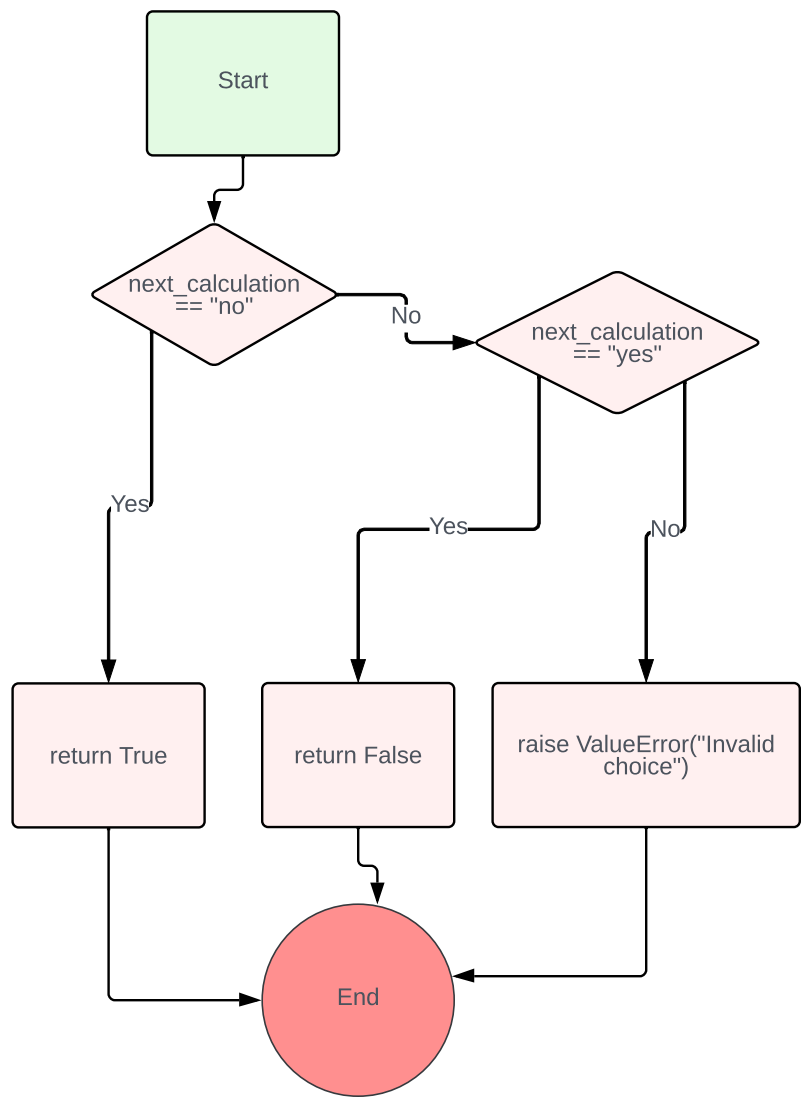 Start
next_calculation
== "no"
No
next_calculation
== "yes"
Yes
Yes
No
return True
return False
raise ValueError("Invalid
choice")
End